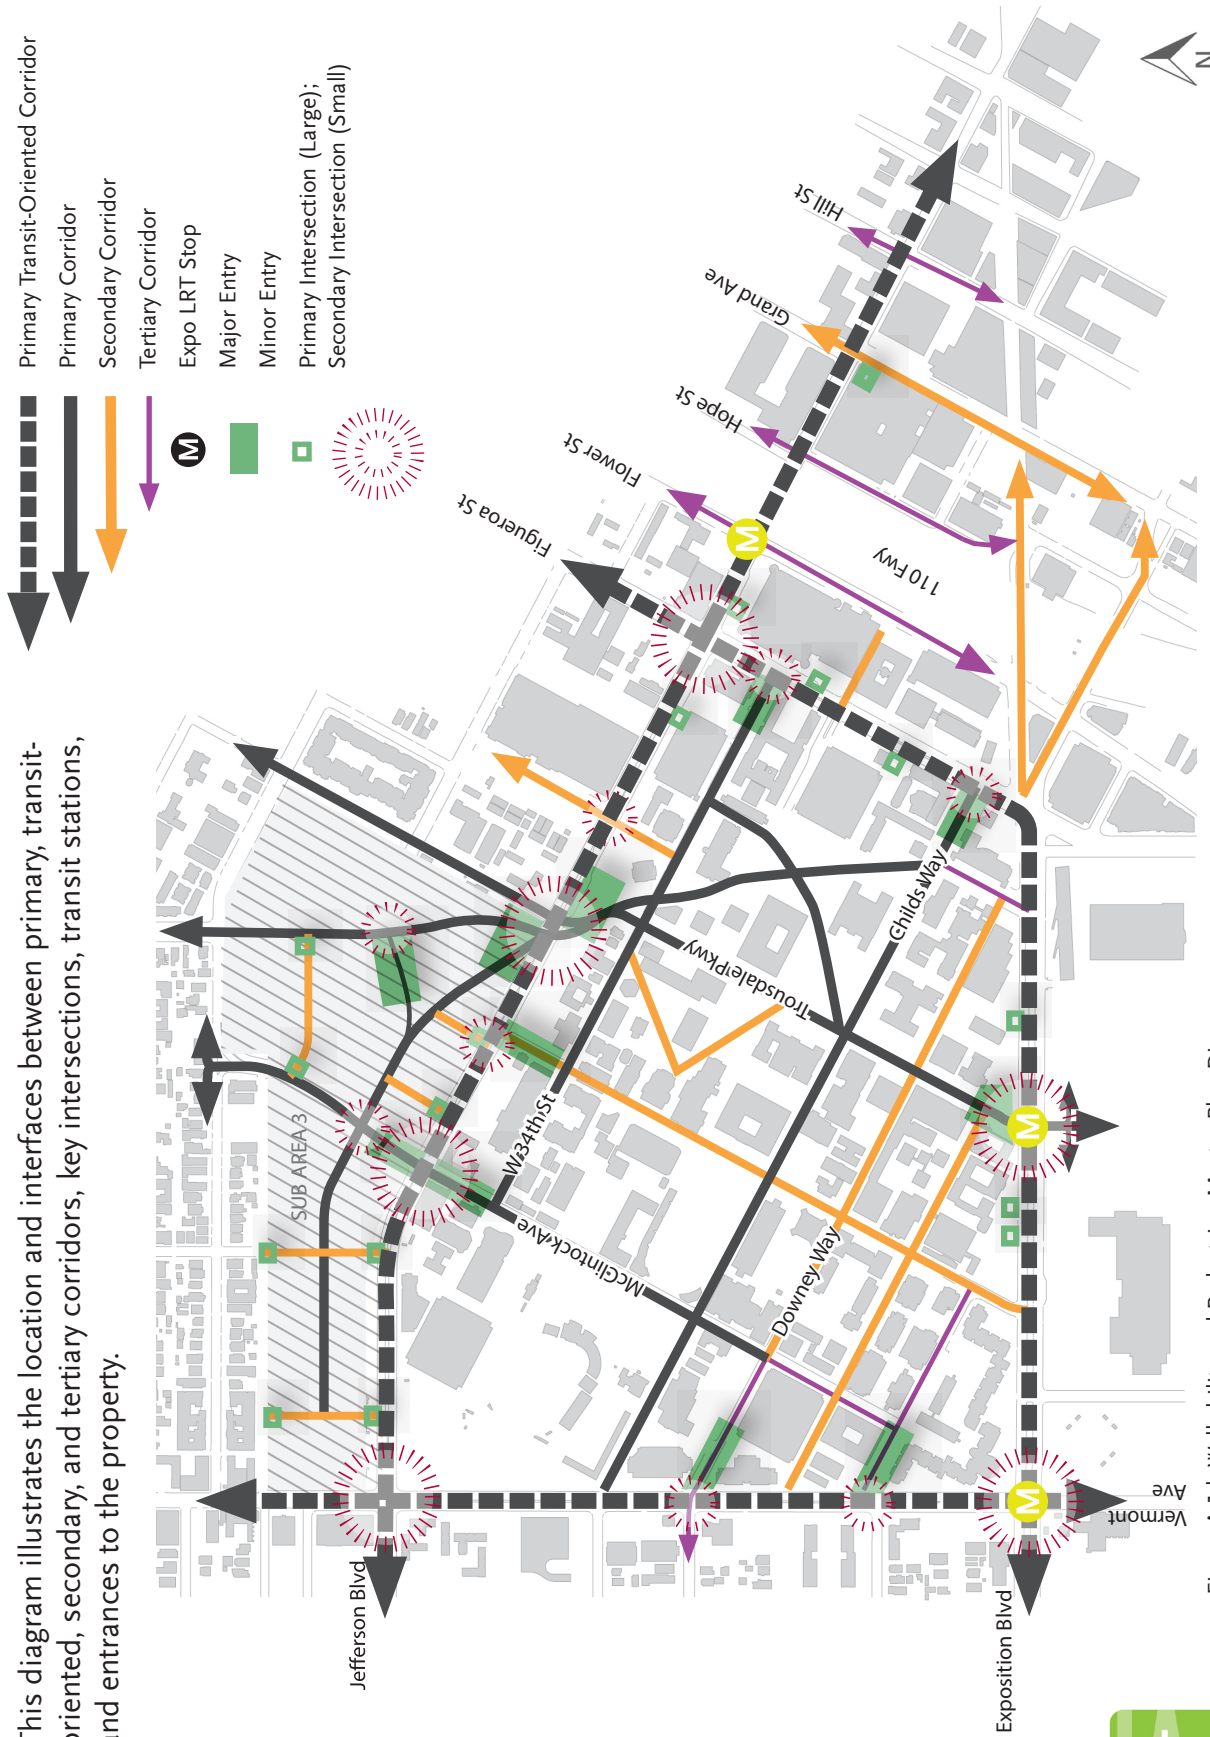 This diagram illustrates the location and interfaces between primary, transit-
oriented, secondary, and tertiary corridors, key intersections, transit stations,
and entrances to the property.
Primary Transit-Oriented Corridor
Primary Corridor
Secondary Corridor
Tertiary Corridor
M
Expo LRT Stop
Major Entry
Minor Entry
Primary Intersection (Large);
Secondary Intersection (Small)
Jefferson Blvd
SUB AREA 3
Figueroa St
Flower St
Hope St
Grand Ave
Hill St
McClintock Ave
W 34th St
Trousdale Pkwy
M
110 Fwy
Downey Way
Childs Way
Exposition Blvd
M
M
Vermont
Ave
N